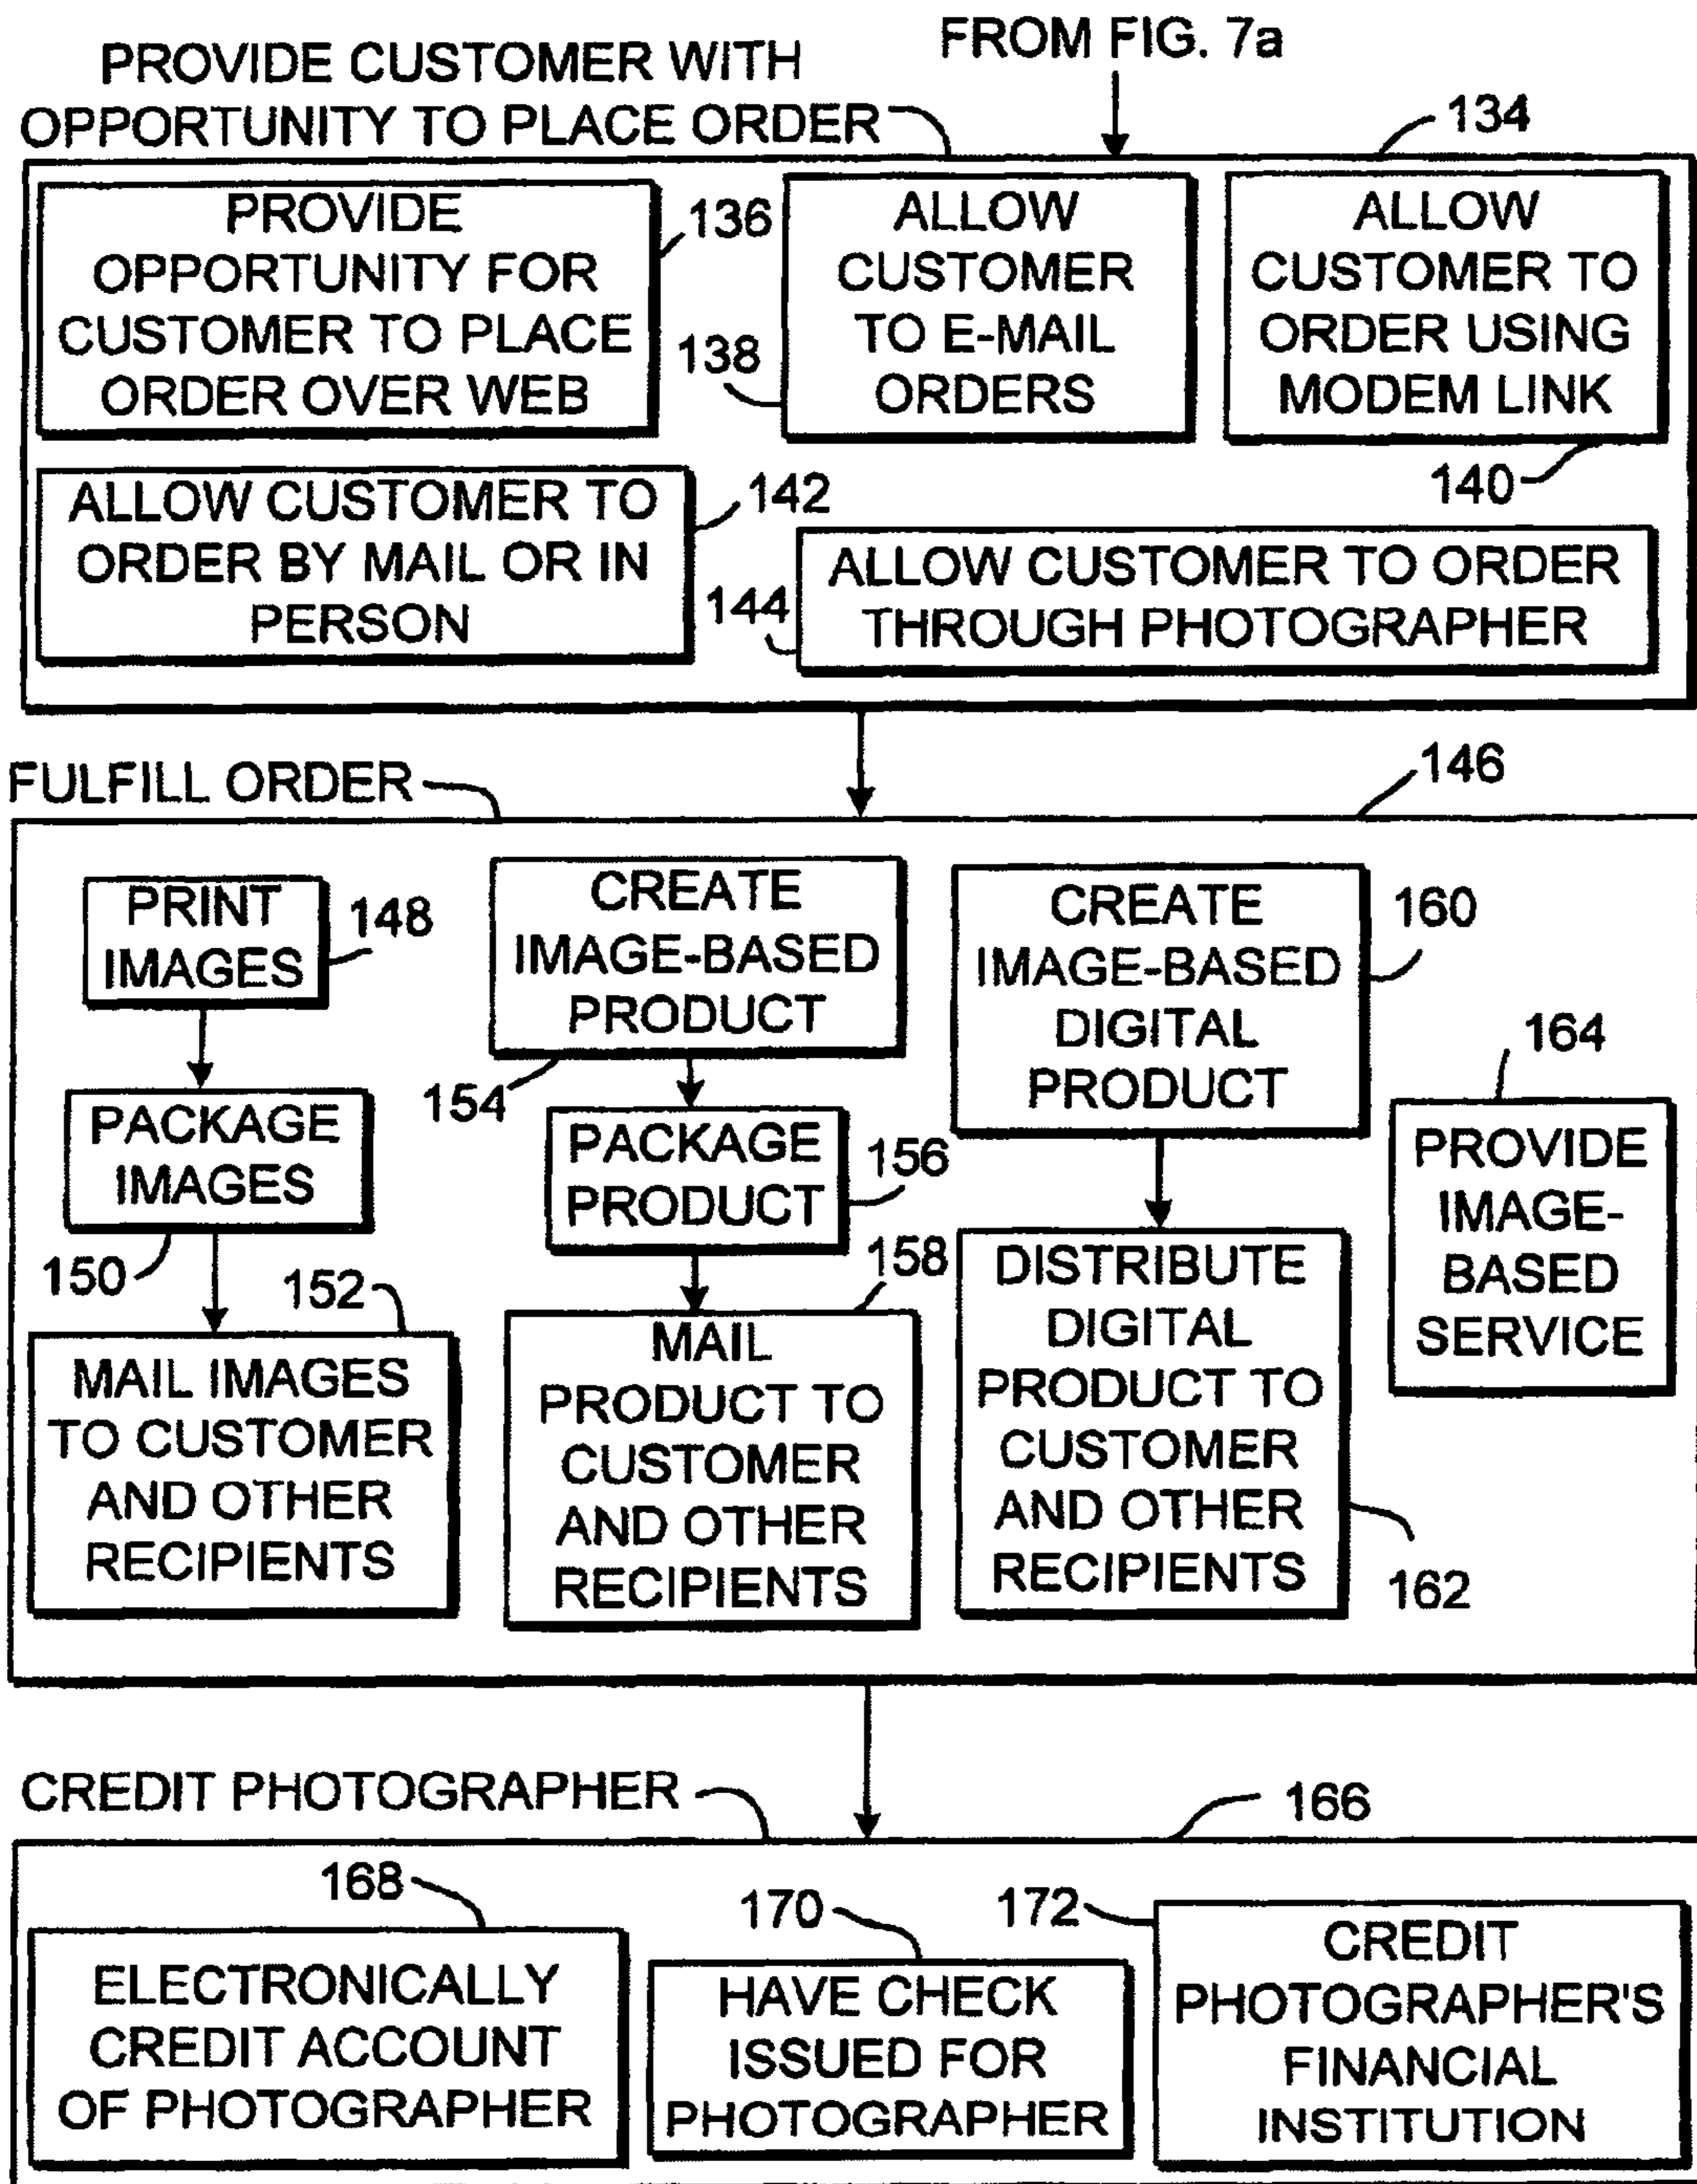 FROM FIG. 7a
PROVIDE CUSTOMER WITH
OPPORTUNITY TO PLACE ORDER
134
PROVIDE
OPPORTUNITY FOR
CUSTOMER TO PLACE
ORDER OVER WEB
136
ALLOW
CUSTOMER
TO E-MAIL
ORDERS
138
ALLOW
CUSTOMER TO
ORDER USING
MODEM LINK
140
ALLOW CUSTOMER TO
ORDER BY MAIL OR IN
PERSON
142
ALLOW CUSTOMER TO ORDER
THROUGH PHOTOGRAPHER
144
FULFILL ORDER
146
PRINT
IMAGES
148
PACKAGE
IMAGES
150
152
MAIL IMAGES
TO CUSTOMER
AND OTHER
RECIPIENTS
CREATE
IMAGE-BASED
PRODUCT
154
PACKAGE
PRODUCT
156
158
MAIL
PRODUCT TO
CUSTOMER
AND OTHER
RECIPIENTS
CREATE
IMAGE-BASED
DIGITAL
PRODUCT
160
DISTRIBUTE
DIGITAL
PRODUCT TO
CUSTOMER
AND OTHER
RECIPIENTS
162
164
PROVIDE
IMAGE-
BASED
SERVICE
CREDIT PHOTOGRAPHER
166
168
ELECTRONICALLY
CREDIT ACCOUNT
OF PHOTOGRAPHER
170
HAVE CHECK
ISSUED FOR
PHOTOGRAPHER
172
CREDIT
PHOTOGRAPHER'S
FINANCIAL
INSTITUTION